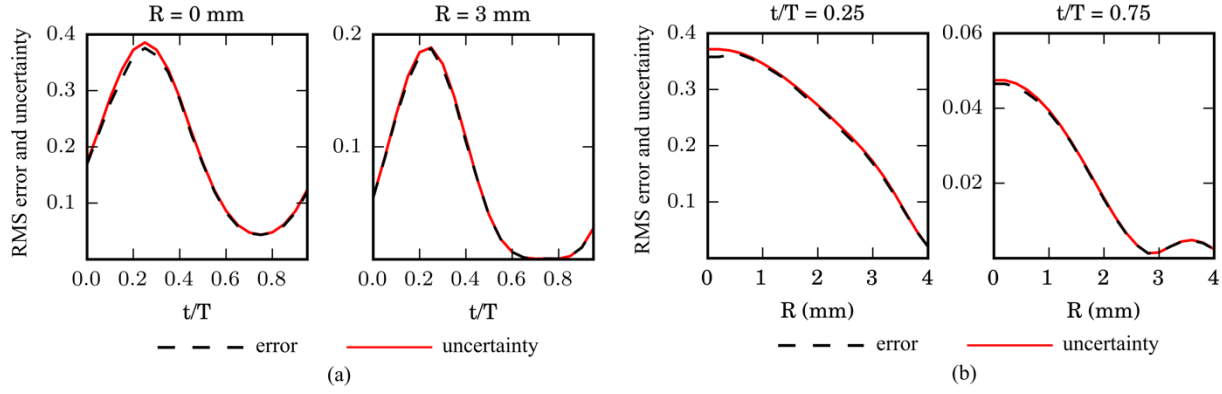 R = 0 mm
R = 3 mm
t/T = 0.25
t/T = 0.75
RMS error and uncertainty
0.4
0.3
0.2
0.1
0.0 0.2 0.4 0.6 0.8
t/T
0.2
0.1
0.0 0.2 0.4 0.6 0.8
t/T
error
uncertainty
(a)
RMS error and uncertainty
0.4
0.3
0.2
0.1
0 1 2 3 4
R (mm)
0.06
0.04
0.02
0 1 2 3 4
R (mm)
error
uncertainty
(b)